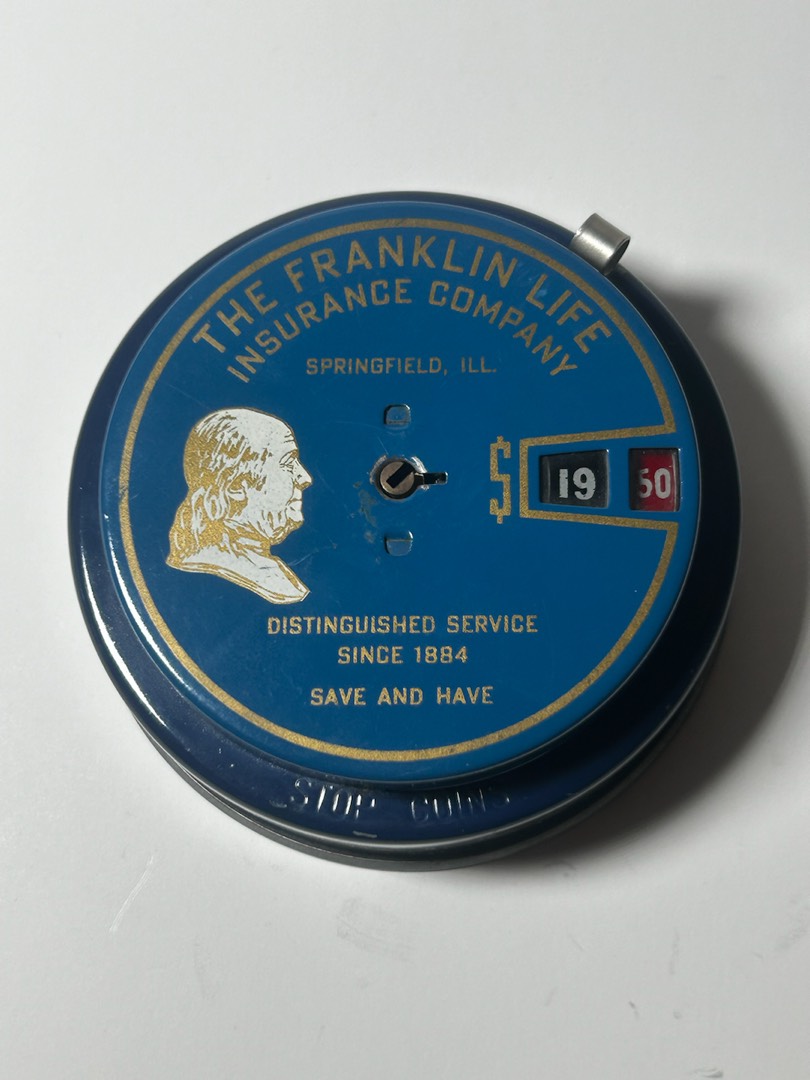 THE FRANKLIN LIFE
INSURANCE COMPANY
SPRINGFIELD, ILL.
$ 19 50
DISTINGUISHED SERVICE
SINCE 1884
SAVE AND HAVE
STOP COINS